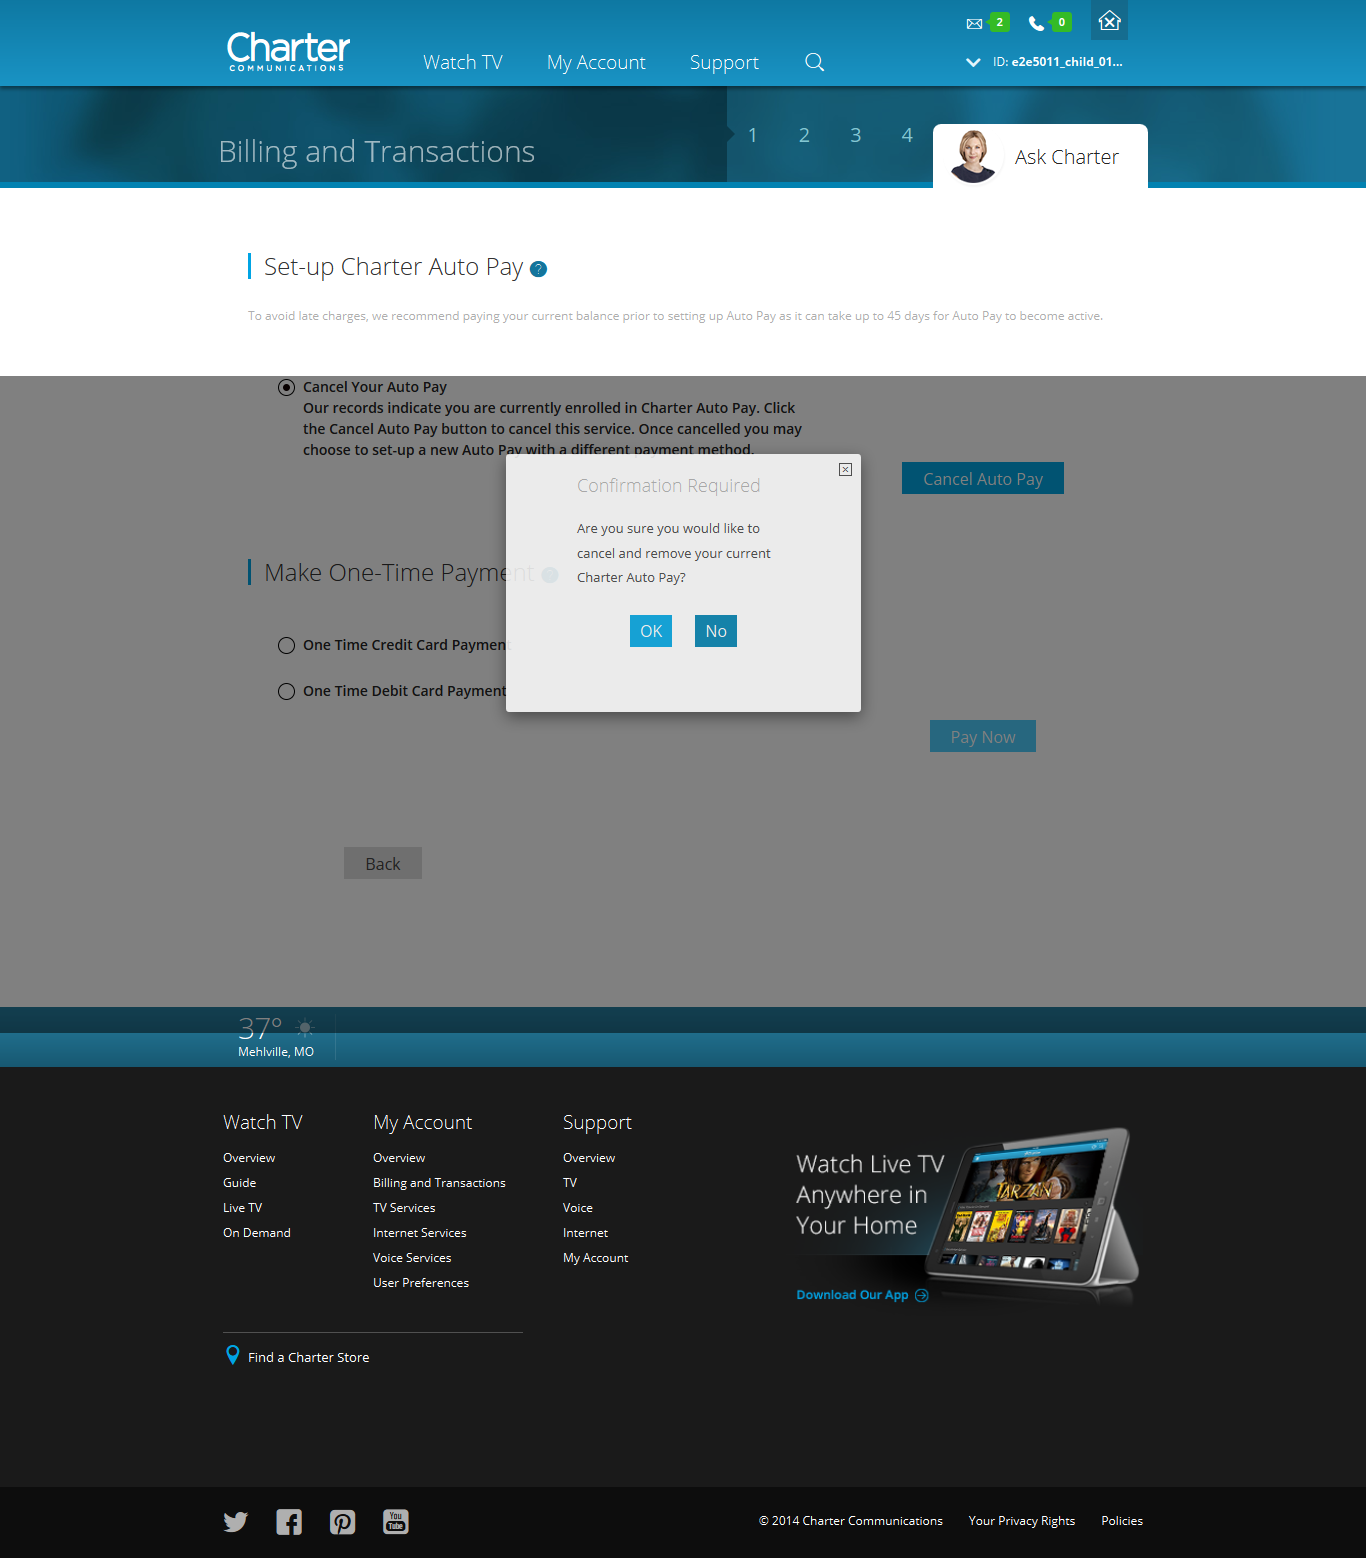 2
0
Charter
COMMUNICATIONS
Watch TV
My Account
Support
ID: e2e5011_child_01...
Billing and Transactions
1
2
3
4
Ask Charter
Set-up Charter Auto Pay ?
To avoid late charges, we recommend paying your current balance prior to setting up Auto Pay as it can take up to 45 days for Auto Pay to become active.
Cancel Your Auto Pay
Our records indicate you are currently enrolled in Charter Auto Pay. Click
the Cancel Auto Pay button to cancel this service. Once cancelled you may
choose to set-up a new Auto Pay with a different payment method.
Cancel Auto Pay
Confirmation Required
Are you sure you would like to
cancel and remove your current
Charter Auto Pay?
OK
No
Make One-Time Payment
One Time Credit Card Payment
One Time Debit Card Payment
Pay Now
Back
37°
Mehlville, MO
Watch TV
Overview
Guide
Live TV
On Demand
My Account
Overview
Billing and Transactions
TV Services
Internet Services
Voice Services
User Preferences
Support
Overview
TV
Voice
Internet
My Account
Watch Live TV
Anywhere in
Your Home
TARZAN
Download Our App
Find a Charter Store
You
Tube
© 2014 Charter Communications
Your Privacy Rights
Policies